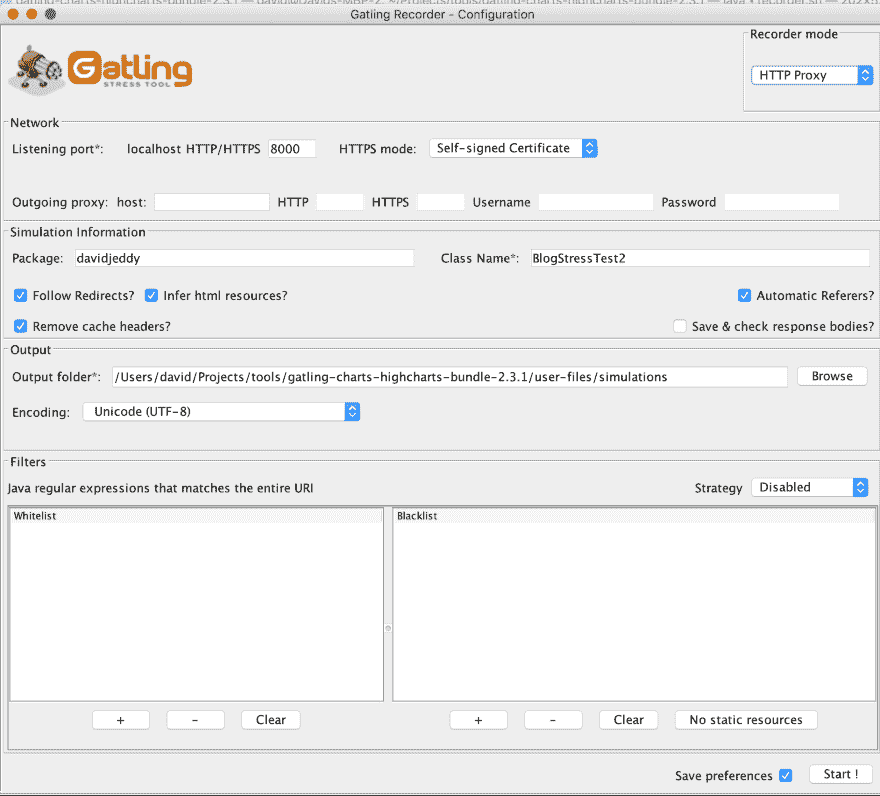 Gatling Recorder - Configuration
Recorder mode
Gatling
STRESS TOOL
HTTP Proxy
Network
Listening port*: localhost HTTP/HTTPS 8000 HTTPS mode: Self-signed Certificate
Outgoing proxy: host: HTTP HTTPS Username Password
Simulation Information
Package: davidjeddy Class Name*: BlogStressTest2
Follow Redirects? Infer html resources? Automatic Referers?
Remove cache headers? Save & check response bodies?
Output
Output folder*: /Users/david/Projects/tools/gatling-charts-highcharts-bundle-2.3.1/user-files/simulations Browse
Encoding: Unicode (UTF-8)
Filters
Java regular expressions that matches the entire URI Strategy Disabled
Whitelist Blacklist
+ - Clear + - Clear No static resources
Save preferences Start !